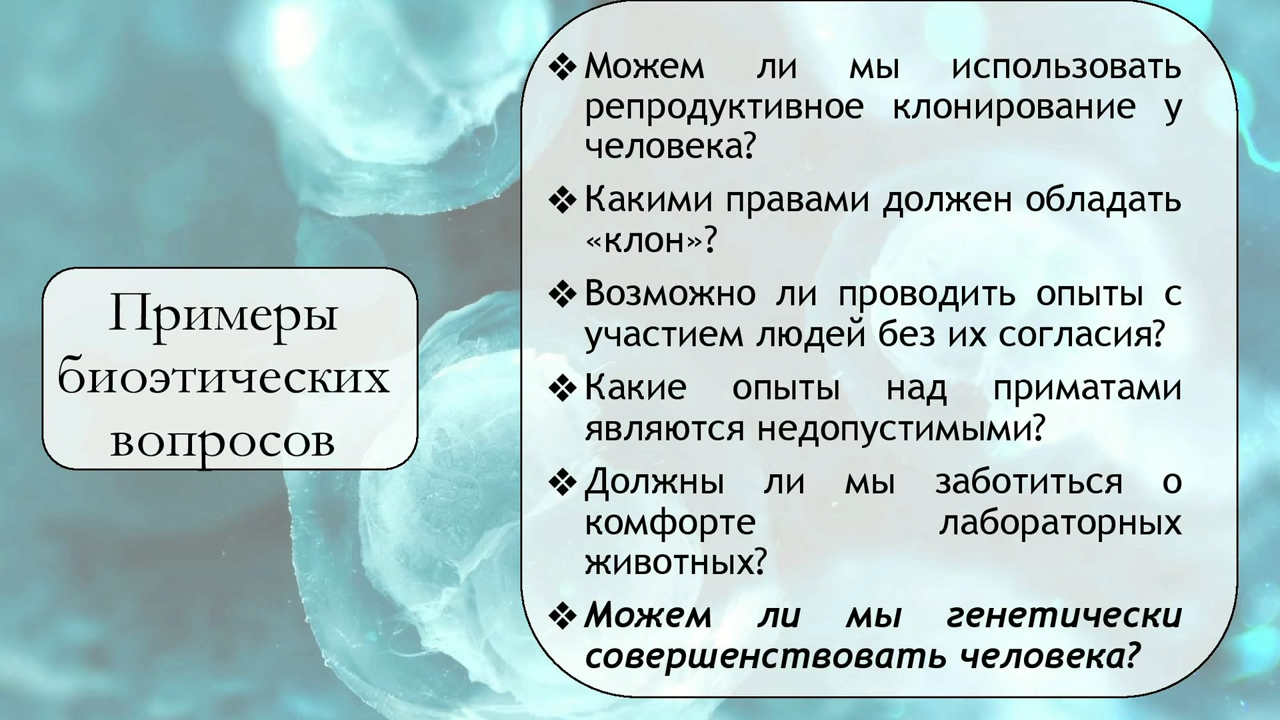 Примеры
биоэтических
вопросов
❖ Можем ли мы использовать
репродуктивное клонирование у
человека?
❖ Какими правами должен обладать
«клон»?
❖ Возможно ли проводить опыты с
участием людей без их согласия?
❖ Какие опыты над приматами
являются недопустимыми?
❖ Должны ли мы заботиться о
комфорте лабораторных
животных?
❖ Можем ли мы генетически
совершенствовать человека?